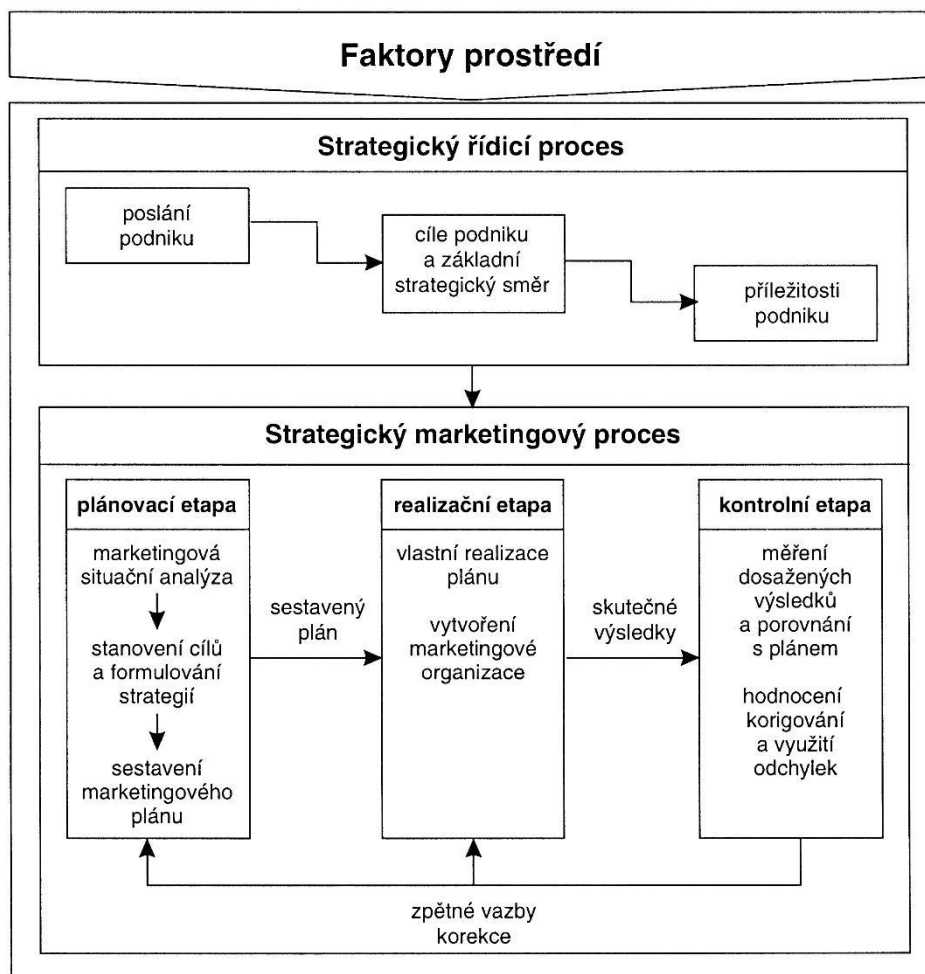 Faktory prostředí
Strategický řídicí proces
poslání
podniku
cíle podniku
a základní
strategický směr
příležitosti
podniku
Strategický marketingový proces
plánovací etapa
marketingová
situační analýza
stanovení cílů
a formulování
strategií
sestavení
marketingového
plánu
sestavený
plán
realizační etapa
vlastní realizace
plánu
vytvoření
marketingové
organizace
skutečné
výsledky
kontrolní etapa
měření
dosažených
výsledků
a porovnání
s plánem
hodnocení
korigování
a využití
odchylek
zpětné vazby
korekce